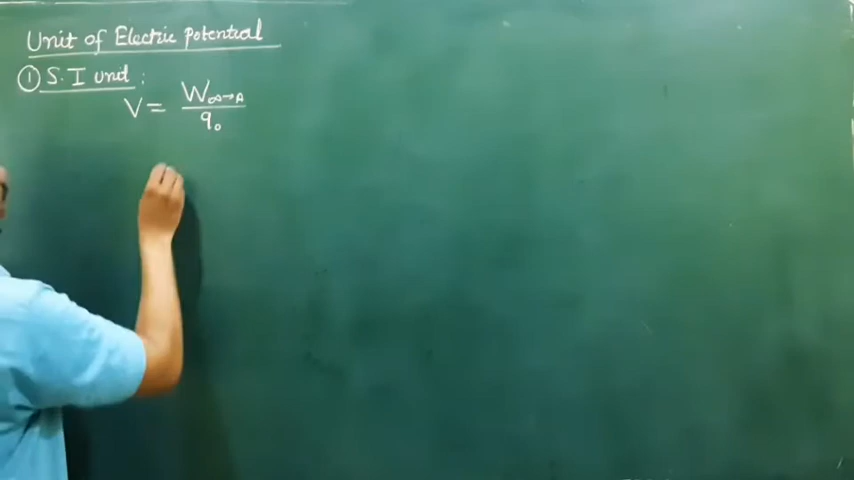 Unit of Electric potential
① S.I unit :
V = W∞→A / q₀